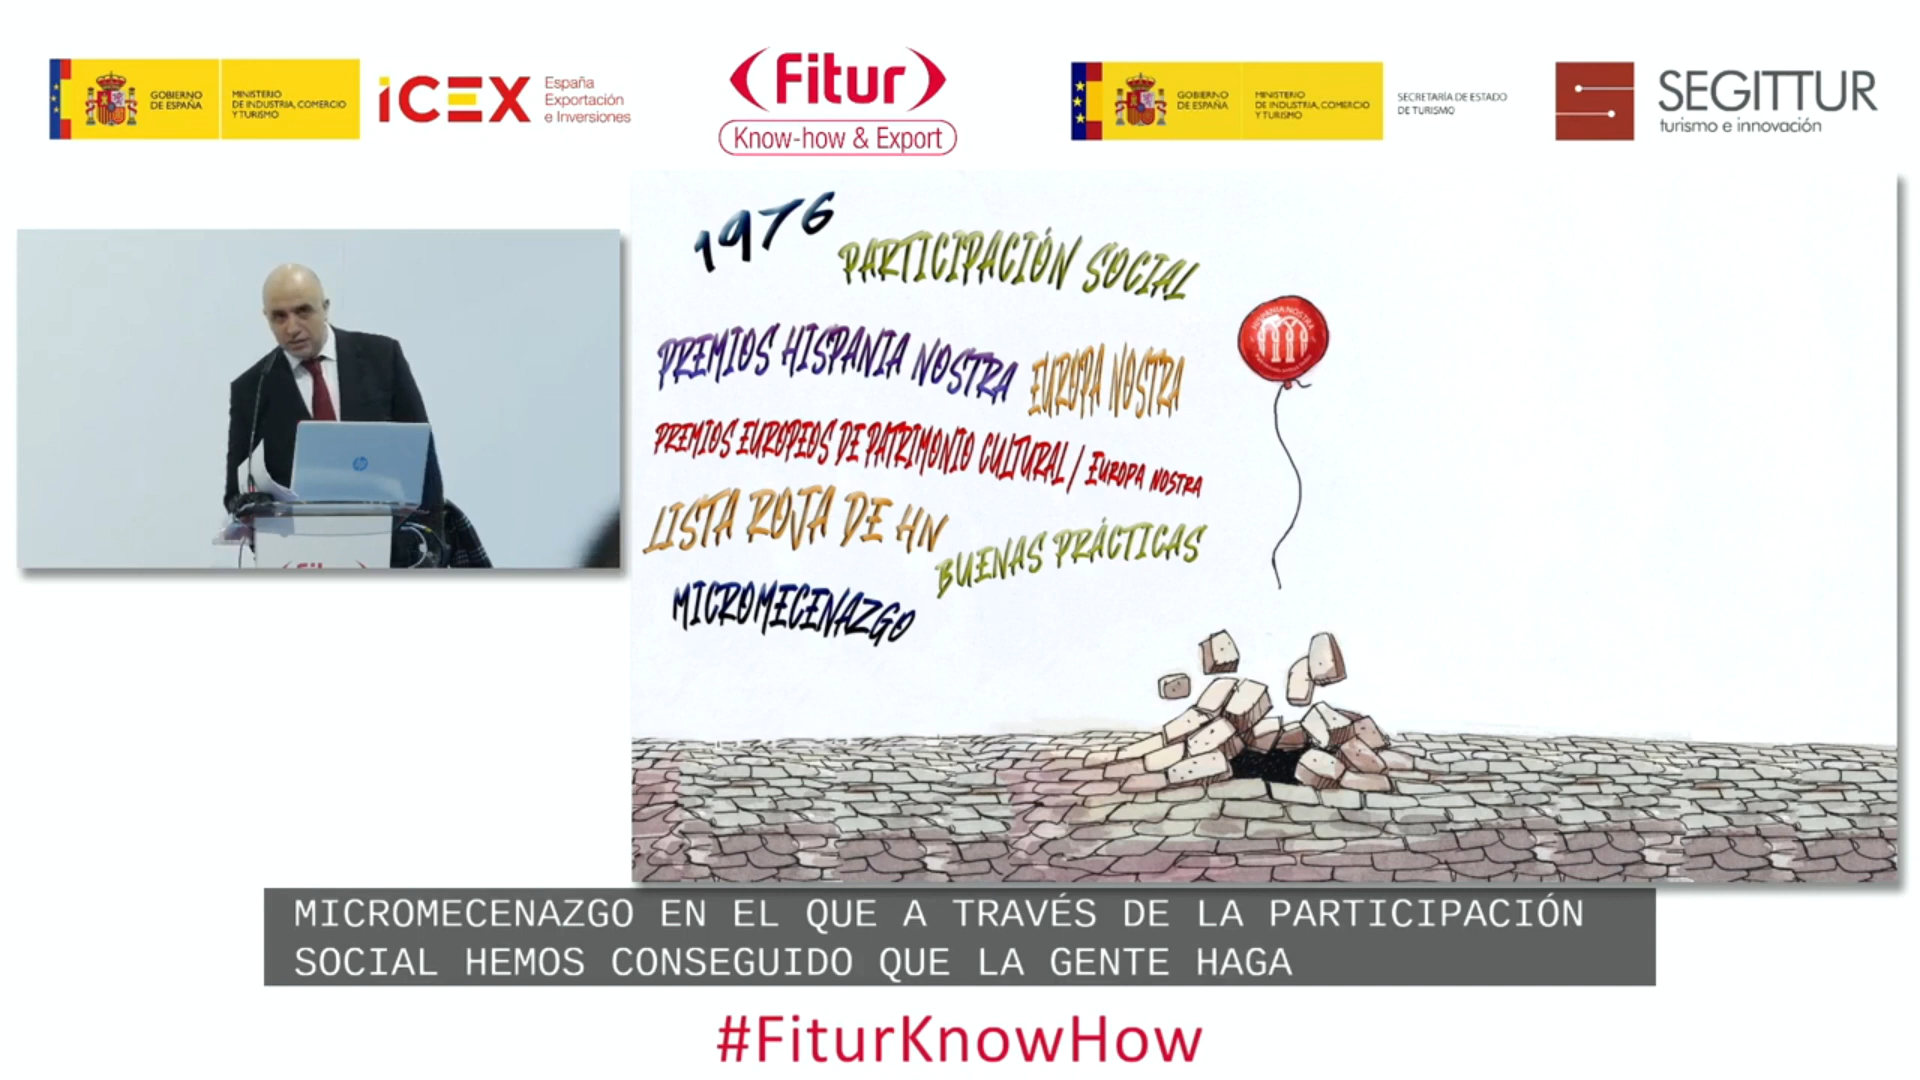 GOBIERNO
DE ESPAÑA
MINISTERIO
DE INDUSTRIA, COMERCIO
Y TURISMO
iCEX
España
Exportación
e Inversiones
Fitur
Know-how & Export
GOBIERNO
DE ESPAÑA
MINISTERIO
DE INDUSTRIA, COMERCIO
Y TURISMO
SECRETARÍA DE ESTADO
DE TURISMO
SEGITTUR
turismo e innovación
hp
1976
PARTICIPACIÓN SOCIAL
PREMIOS HISPANIA NOSTRA
EUROPA NOSTRA
PREMIOS EUROPEOS DE PATRIMONIO CULTURAL / EUROPA NOSTRA
LISTA ROJA DE HN
BUENAS PRÁCTICAS
MICROMECENAZGO
HISPANIA NOSTRA
MICROMECENAZGO EN EL QUE A TRAVÉS DE LA PARTICIPACIÓN
SOCIAL HEMOS CONSEGUIDO QUE LA GENTE HAGA
#FiturKnowHow